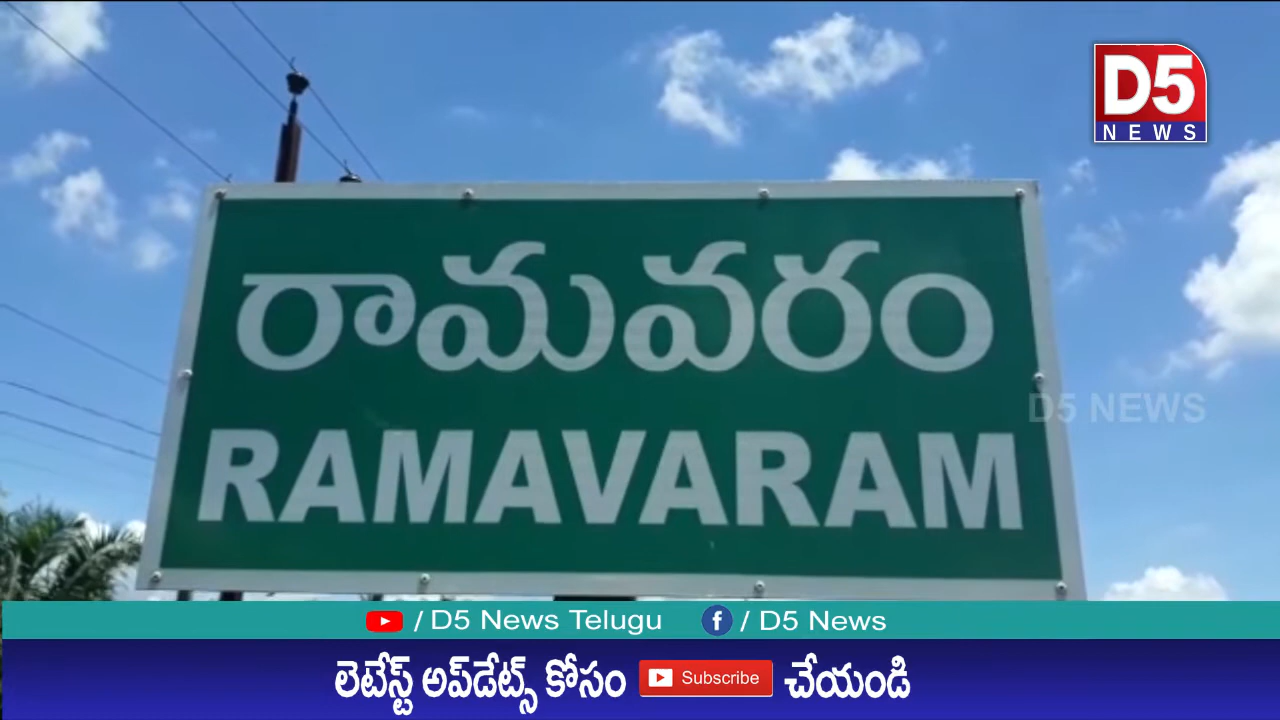 D5
NEWS
రామవరం
D5 NEWS
RAMAVARAM
/ D5 News Telugu f / D5 News
లెటేస్ట్ అప్‌డేట్స్ కోసం Subscribe చేయండి